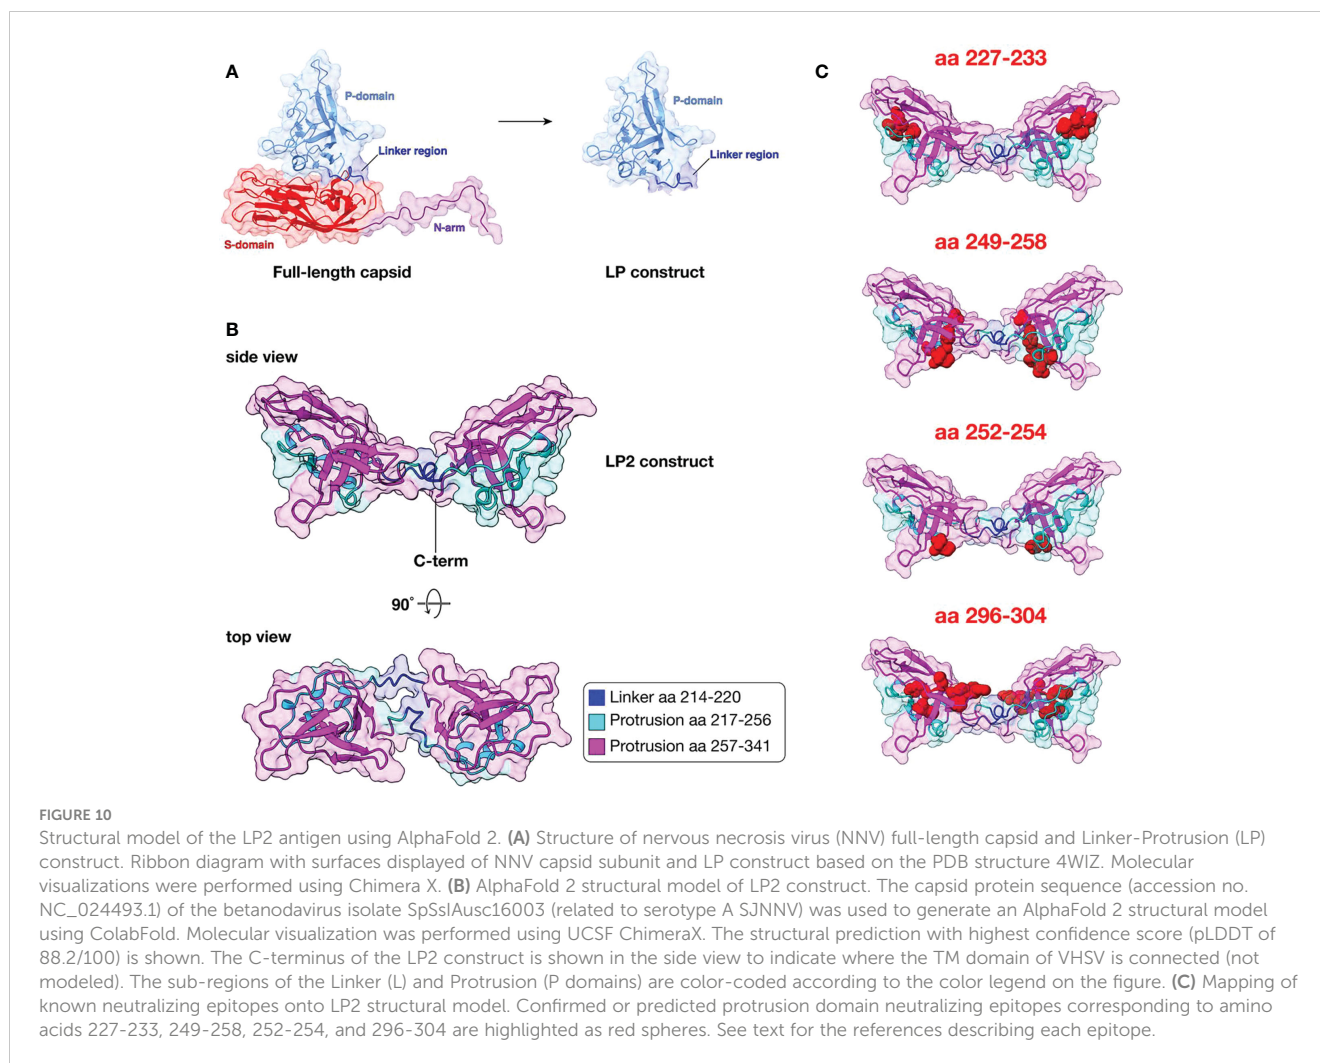 A
P-domain
Linker region
S-domain
N-arm
Full-length capsid
P-domain
Linker region
LP construct
B
side view
LP2 construct
C-term
90°
top view
Linker aa 214-220
Protrusion aa 217-256
Protrusion aa 257-341
C
aa 227-233
aa 249-258
aa 252-254
aa 296-304
FIGURE 10
Structural model of the LP2 antigen using AlphaFold 2. (A) Structure of nervous necrosis virus (NNV) full-length capsid and Linker-Protrusion (LP)
construct. Ribbon diagram with surfaces displayed of NNV capsid subunit and LP construct based on the PDB structure 4WIZ. Molecular
visualizations were performed using Chimera X. (B) AlphaFold 2 structural model of LP2 construct. The capsid protein sequence (accession no.
NC_024493.1) of the betanodavirus isolate SpSsIAusc16003 (related to serotype A SJNNV) was used to generate an AlphaFold 2 structural model
using ColabFold. Molecular visualization was performed using UCSF ChimeraX. The structural prediction with highest confidence score (pLDDT of
88.2/100) is shown. The C-terminus of the LP2 construct is shown in the side view to indicate where the TM domain of VHSV is connected (not
modeled). The sub-regions of the Linker (L) and Protrusion (P domains) are color-coded according to the color legend on the figure. (C) Mapping of
known neutralizing epitopes onto LP2 structural model. Confirmed or predicted protrusion domain neutralizing epitopes corresponding to amino
acids 227-233, 249-258, 252-254, and 296-304 are highlighted as red spheres. See text for the references describing each epitope.